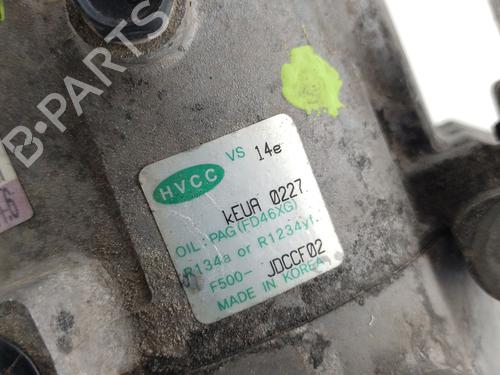 B-PARTS
HVCC
VS 14e
kEUA 0227
OIL: PAG(FD46XG)
R134a or R1234yf.
F500- JDCCF02
MADE IN KOREA